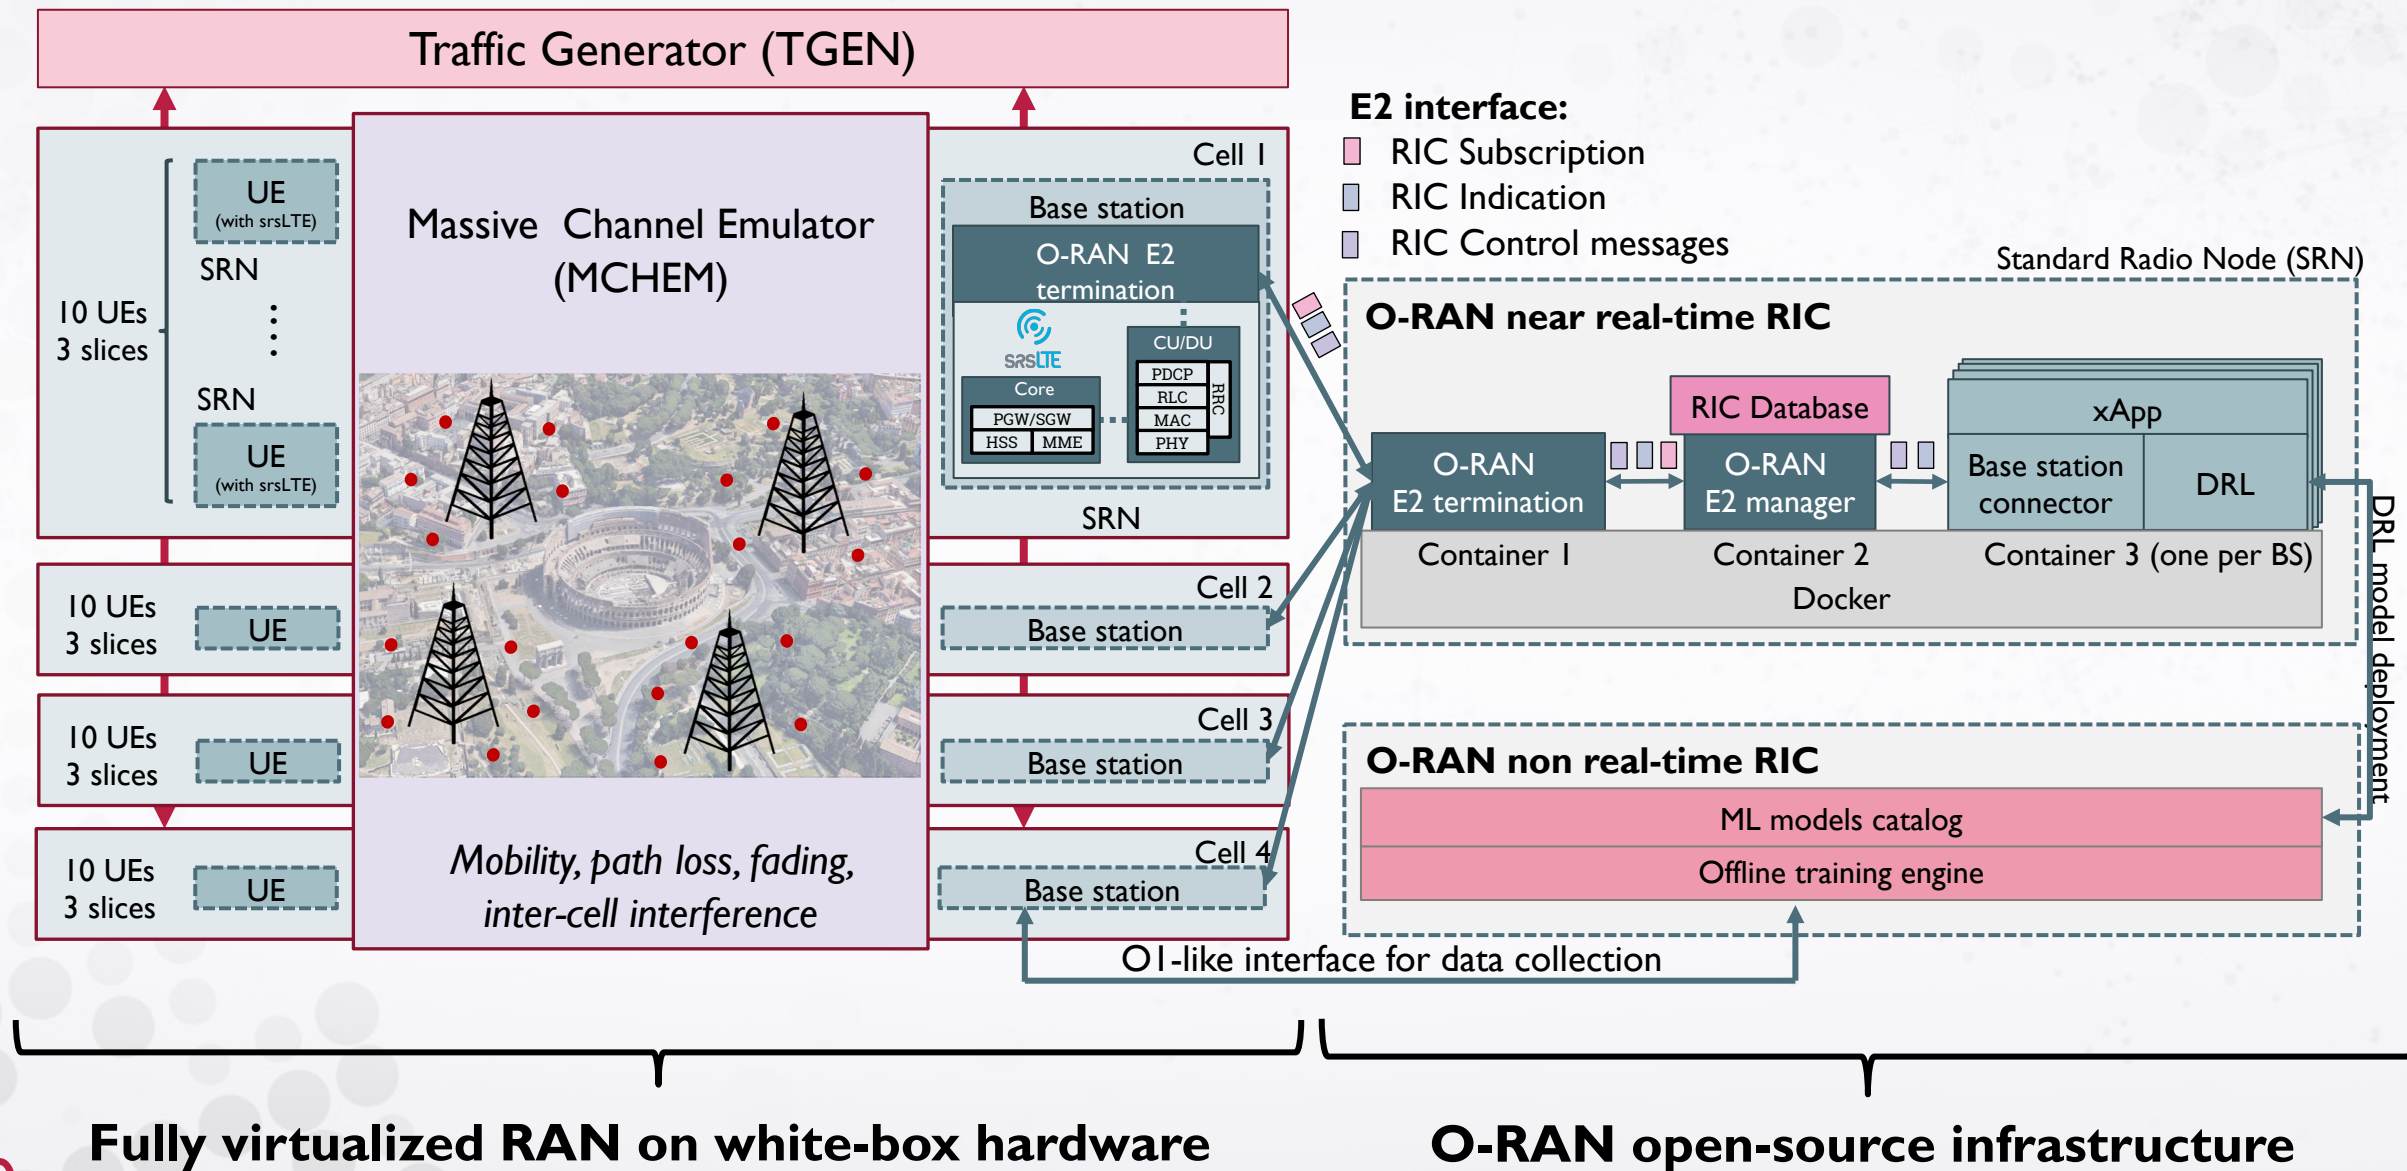 Traffic Generator (TGEN)
10 UEs
3 slices
UE
(with srsLTE)
SRN
SRN
UE
(with srsLTE)
Massive Channel Emulator
(MCHEM)
Mobility, path loss, fading,
inter-cell interference
Cell 1
Base station
O-RAN E2
termination
SRSLTE
Core
PGW/SGW
HSS MME
CU/DU
PDCP
RLC
MAC
PHY
RRC
SRN
10 UEs
3 slices
UE
Cell 2
Base station
10 UEs
3 slices
UE
Cell 3
Base station
10 UEs
3 slices
UE
Cell 4
Base station
E2 interface:
RIC Subscription
RIC Indication
RIC Control messages
Standard Radio Node (SRN)
O-RAN near real-time RIC
RIC Database
xApp
O-RAN
E2 termination
O-RAN
E2 manager
Base station
connector
DRL
Container 1
Container 2
Container 3 (one per BS)
Docker
DRL model deployment
O-RAN non real-time RIC
ML models catalog
Offline training engine
O1-like interface for data collection
Fully virtualized RAN on white-box hardware
O-RAN open-source infrastructure